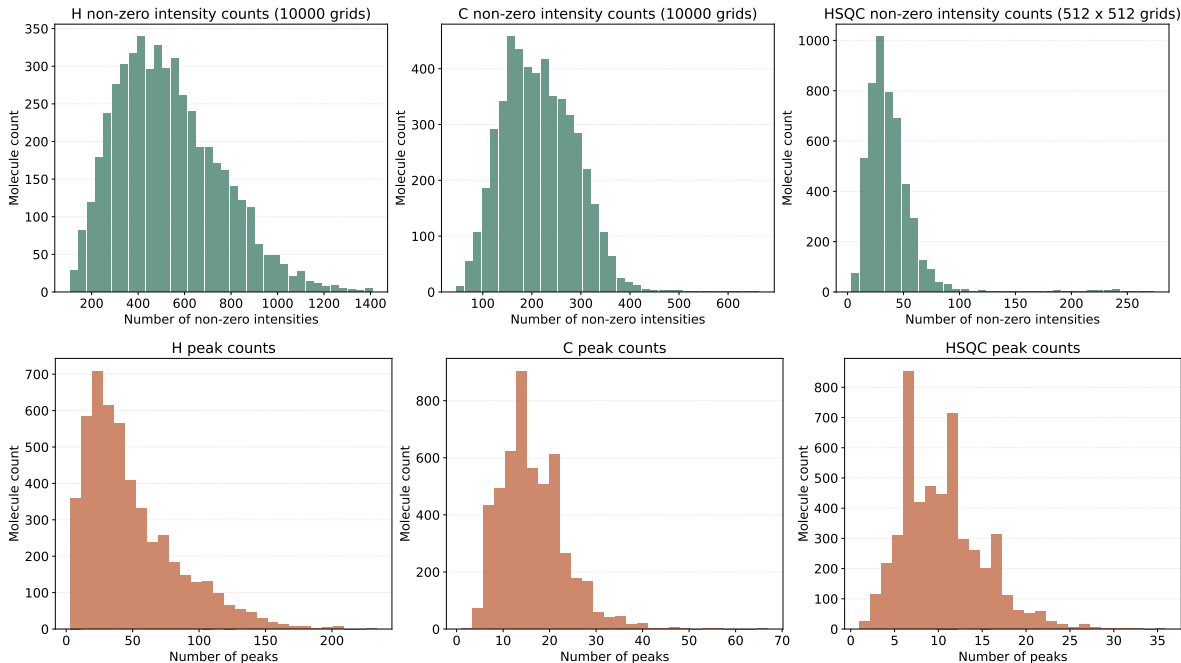 H non-zero intensity counts (10000 grids)
350
300
250
200
150
100
50
0
Molecule count
200 400 600 800 1000 1200 1400
Number of non-zero intensities
C non-zero intensity counts (10000 grids)
400
300
200
100
0
Molecule count
100 200 300 400 500 600
Number of non-zero intensities
HSQC non-zero intensity counts (512 x 512 grids)
1000
800
600
400
200
0
Molecule count
0 50 100 150 200 250
Number of non-zero intensities
H peak counts
700
600
500
400
300
200
100
0
Molecule count
0 50 100 150 200
Number of peaks
C peak counts
800
600
400
200
0
Molecule count
0 10 20 30 40 50 60 70
Number of peaks
HSQC peak counts
800
700
600
500
400
300
200
100
0
Molecule count
0 5 10 15 20 25 30 35
Number of peaks